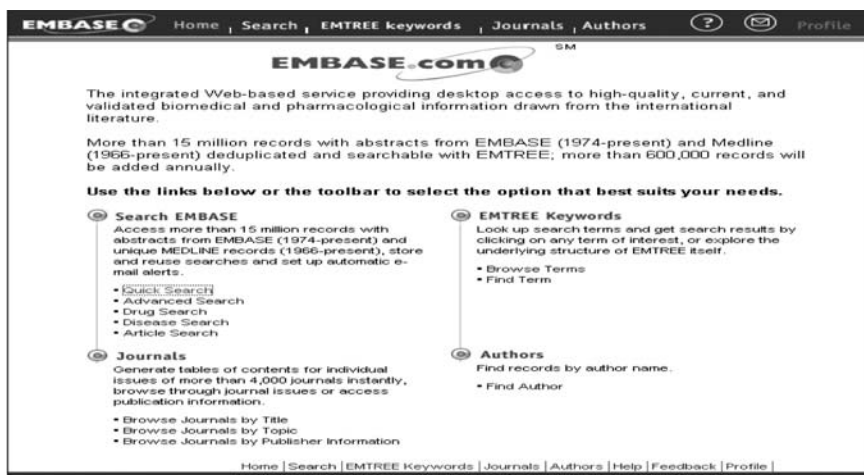 EMBASE Home Search EMTREE keywords Journals Authors ? Profile
EMBASE.com SM
The integrated Web-based service providing desktop access to high-quality, current, and
validated biomedical and pharmacological information drawn from the international
literature.
More than 15 million records with abstracts from EMBASE (1974-present) and Medline
(1966-present) deduplicated and searchable with EMTREE; more than 600,000 records will
be added annually.
Use the links below or the toolbar to select the option that best suits your needs.
Search EMBASE
Access more than 15 million records with
abstracts from EMBASE (1974-present) and
unique MEDLINE records (1966-present), store
and reuse searches and set up automatic e-
mail alerts.
• Quick Search
• Advanced Search
• Drug Search
• Disease Search
• Article Search
EMTREE Keywords
Look up search terms and get search results by
clicking on any term of interest, or explore the
underlying structure of EMTREE itself.
• Browse Terms
• Find Term
Journals
Generate tables of contents for individual
issues of more than 4,000 journals instantly,
browse through journal issues or access
publication information.
• Browse Journals by Title
• Browse Journals by Topic
• Browse Journals by Publisher Information
Authors
Find records by author name.
• Find Author
Home | Search | EMTREE Keywords | Journals | Authors | Help | Feedback | Profile |